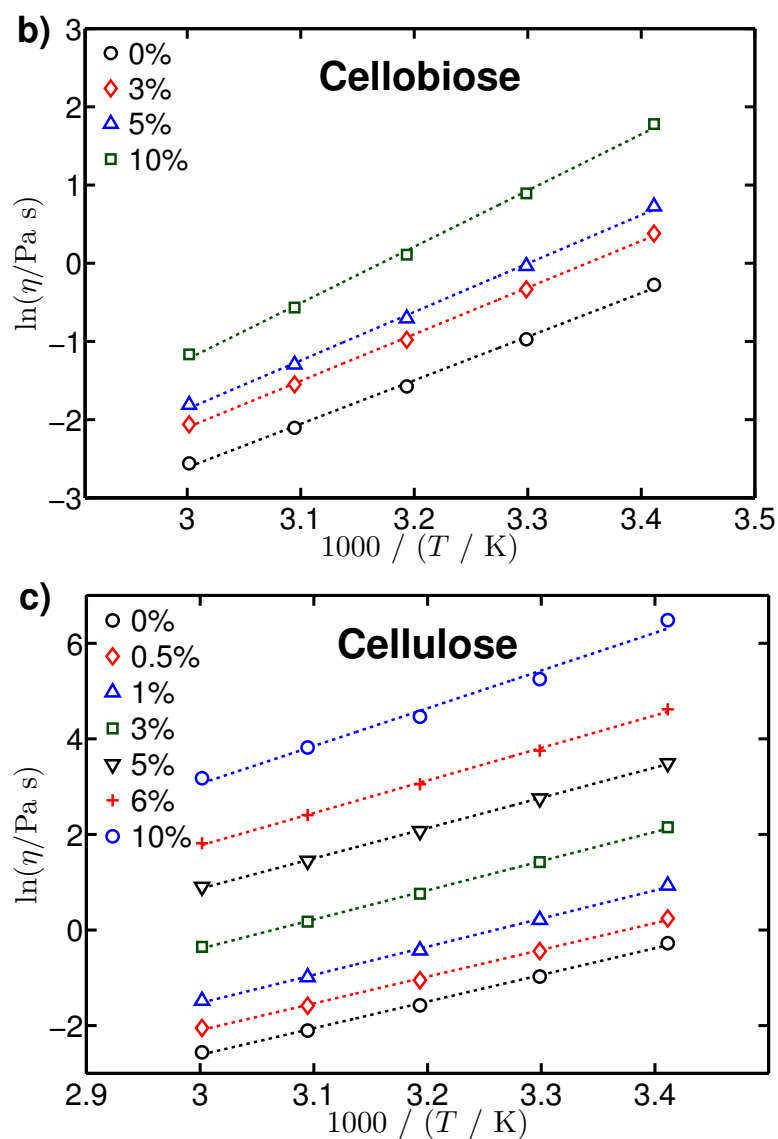 b)
Cellobiose
0%
3%
5%
10%
3
2
1
0
−1
−2
−3
ln(η/Pa s)
3 3.1 3.2 3.3 3.4 3.5
1000 / (T / K)
c)
Cellulose
0%
0.5%
1%
3%
5%
6%
10%
6
4
2
0
−2
ln(η/Pa s)
2.9 3 3.1 3.2 3.3 3.4
1000 / (T / K)